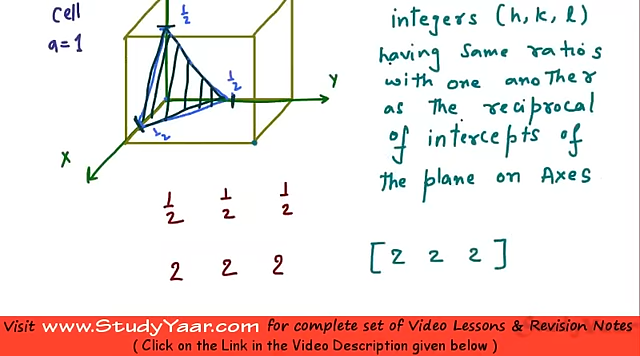 Cell
a=1
1/2
1/2
1/2
Y
X
1/2 1/2 1/2
2 2 2
integers (h, k, l)
having same ratios
with one another
as the reciprocal
of intercepts of
the plane on Axes
[2 2 2]
Visit www.StudyYaar.com for complete set of Video Lessons & Revision Notes
( Click on the Link in the Video Description given below )